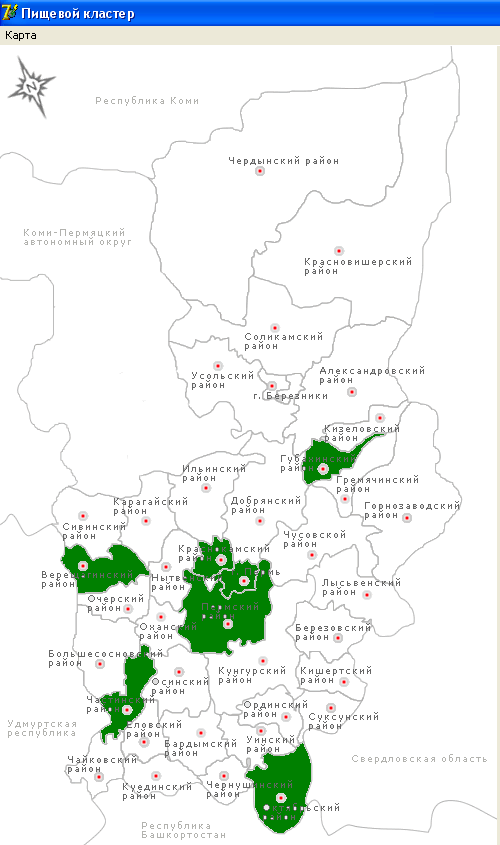 Пищевой кластер
Карта
Республика Коми
Чердынский район
Коми-Пермяцкий
автономный округ
Красновишерский
район
Соликамский
район
Усольский
район
Александровский
район
г. Березники
Кизеловский
район
Губахинский
район
Ильинский
район
Гремячинский
район
Карагайский
район
Добрянский
район
Горнозаводский
район
Сивинский
район
Чусовской
район
Краснокамский
район
Верещагинский
район
Нытвенский
район
Пермь
Лысьвенский
район
Очерский
район
Пермский
район
Оханский
район
Березовский
район
Большесосновский
район
Кунгурский
район
Кишертский
район
Осинский
район
Частинский
район
Ординский
район
Суксунский
район
Удмуртская
республика
Еловский
район
Бардымский
район
Уинский
район
Чайковский
район
Свердловская область
Куединский
район
Чернушинский
район
Октябрьский
район
Республика
Башкортостан